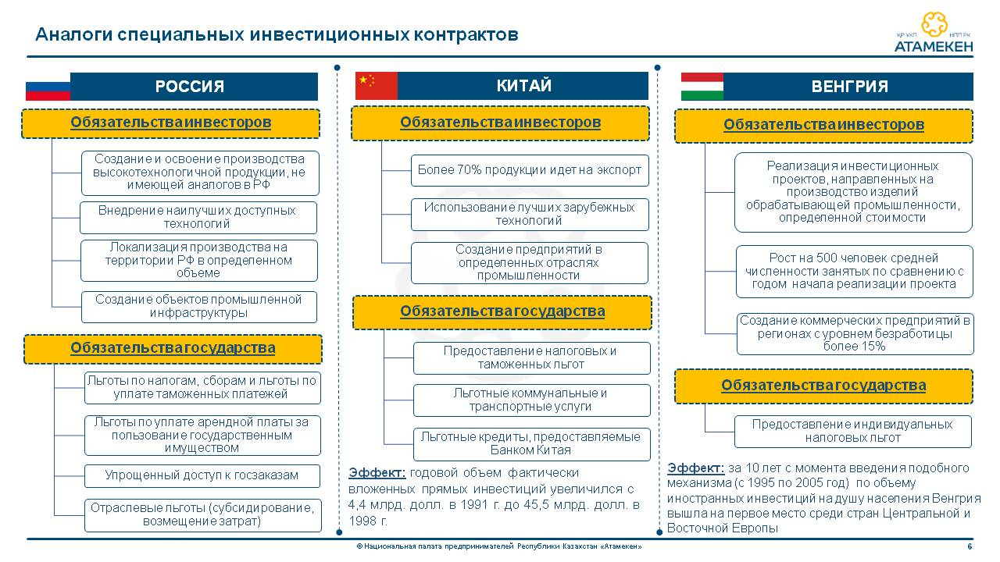 Аналоги специальных инвестиционных контрактов
ҚР ҰКП НПП РК
АТАМЕКЕН
РОССИЯ
Обязательства инвесторов
Создание и освоение производства
высокотехнологичной продукции, не
имеющей аналогов в РФ
Внедрение наилучших доступных
технологий
Локализация производства на
территории РФ в определенном
объеме
Создание объектов промышленной
инфраструктуры
Обязательства государства
Льготы по налогам, сборам и льготы по
уплате таможенных платежей
Льготы по уплате арендной платы за
пользование государственным
имуществом
Упрощенный доступ к госзаказам
Отраслевые льготы (субсидирование,
возмещение затрат)
КИТАЙ
Обязательства инвесторов
Более 70% продукции идет на экспорт
Использование лучших зарубежных
технологий
Создание предприятий в
определенных отраслях
промышленности
Обязательства государства
Предоставление налоговых и
таможенных льгот
Льготные коммунальные и
транспортные услуги
Льготные кредиты, предоставляемые
Банком Китая
Эффект: годовой объем фактически
вложенных прямых инвестиций увеличился с
4,4 млрд. долл. в 1991 г. до 45,5 млрд. долл. в
1998 г.
ВЕНГРИЯ
Обязательства инвесторов
Реализация инвестиционных
проектов, направленных на
производство изделий
обрабатывающей промышленности,
определенной стоимости
Рост на 500 человек средней
численности занятых по сравнению с
годом начала реализации проекта
Создание коммерческих предприятий в
регионах с уровнем безработицы
более 15%
Обязательства государства
Предоставление индивидуальных
налоговых льгот
Эффект: за 10 лет с момента введения подобного
механизма (с 1995 по 2005 год) по объему
иностранных инвестиций на душу населения Венгрия
вышла на первое место среди стран Центральной и
Восточной Европы
© Национальная палата предпринимателей Республики Казахстан «Атамекен»
6